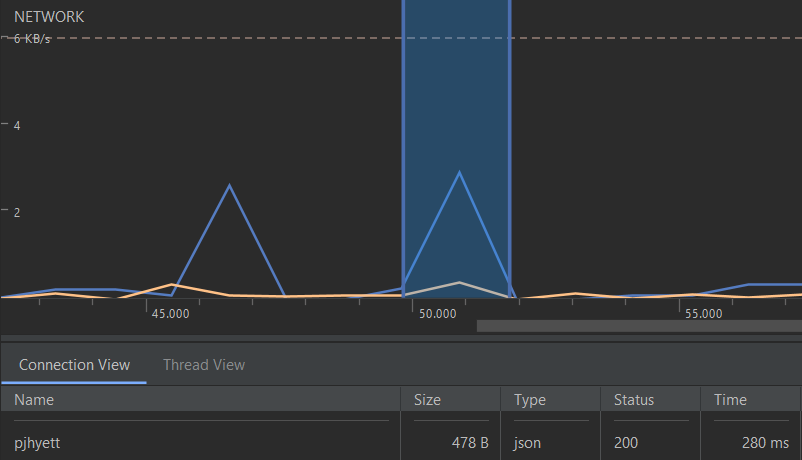 NETWORK
6 KB/s
4
2
45.000 50.000 55.000
Connection View Thread View
Name Size Type Status Time
pjhyett 478 B json 200 280 ms